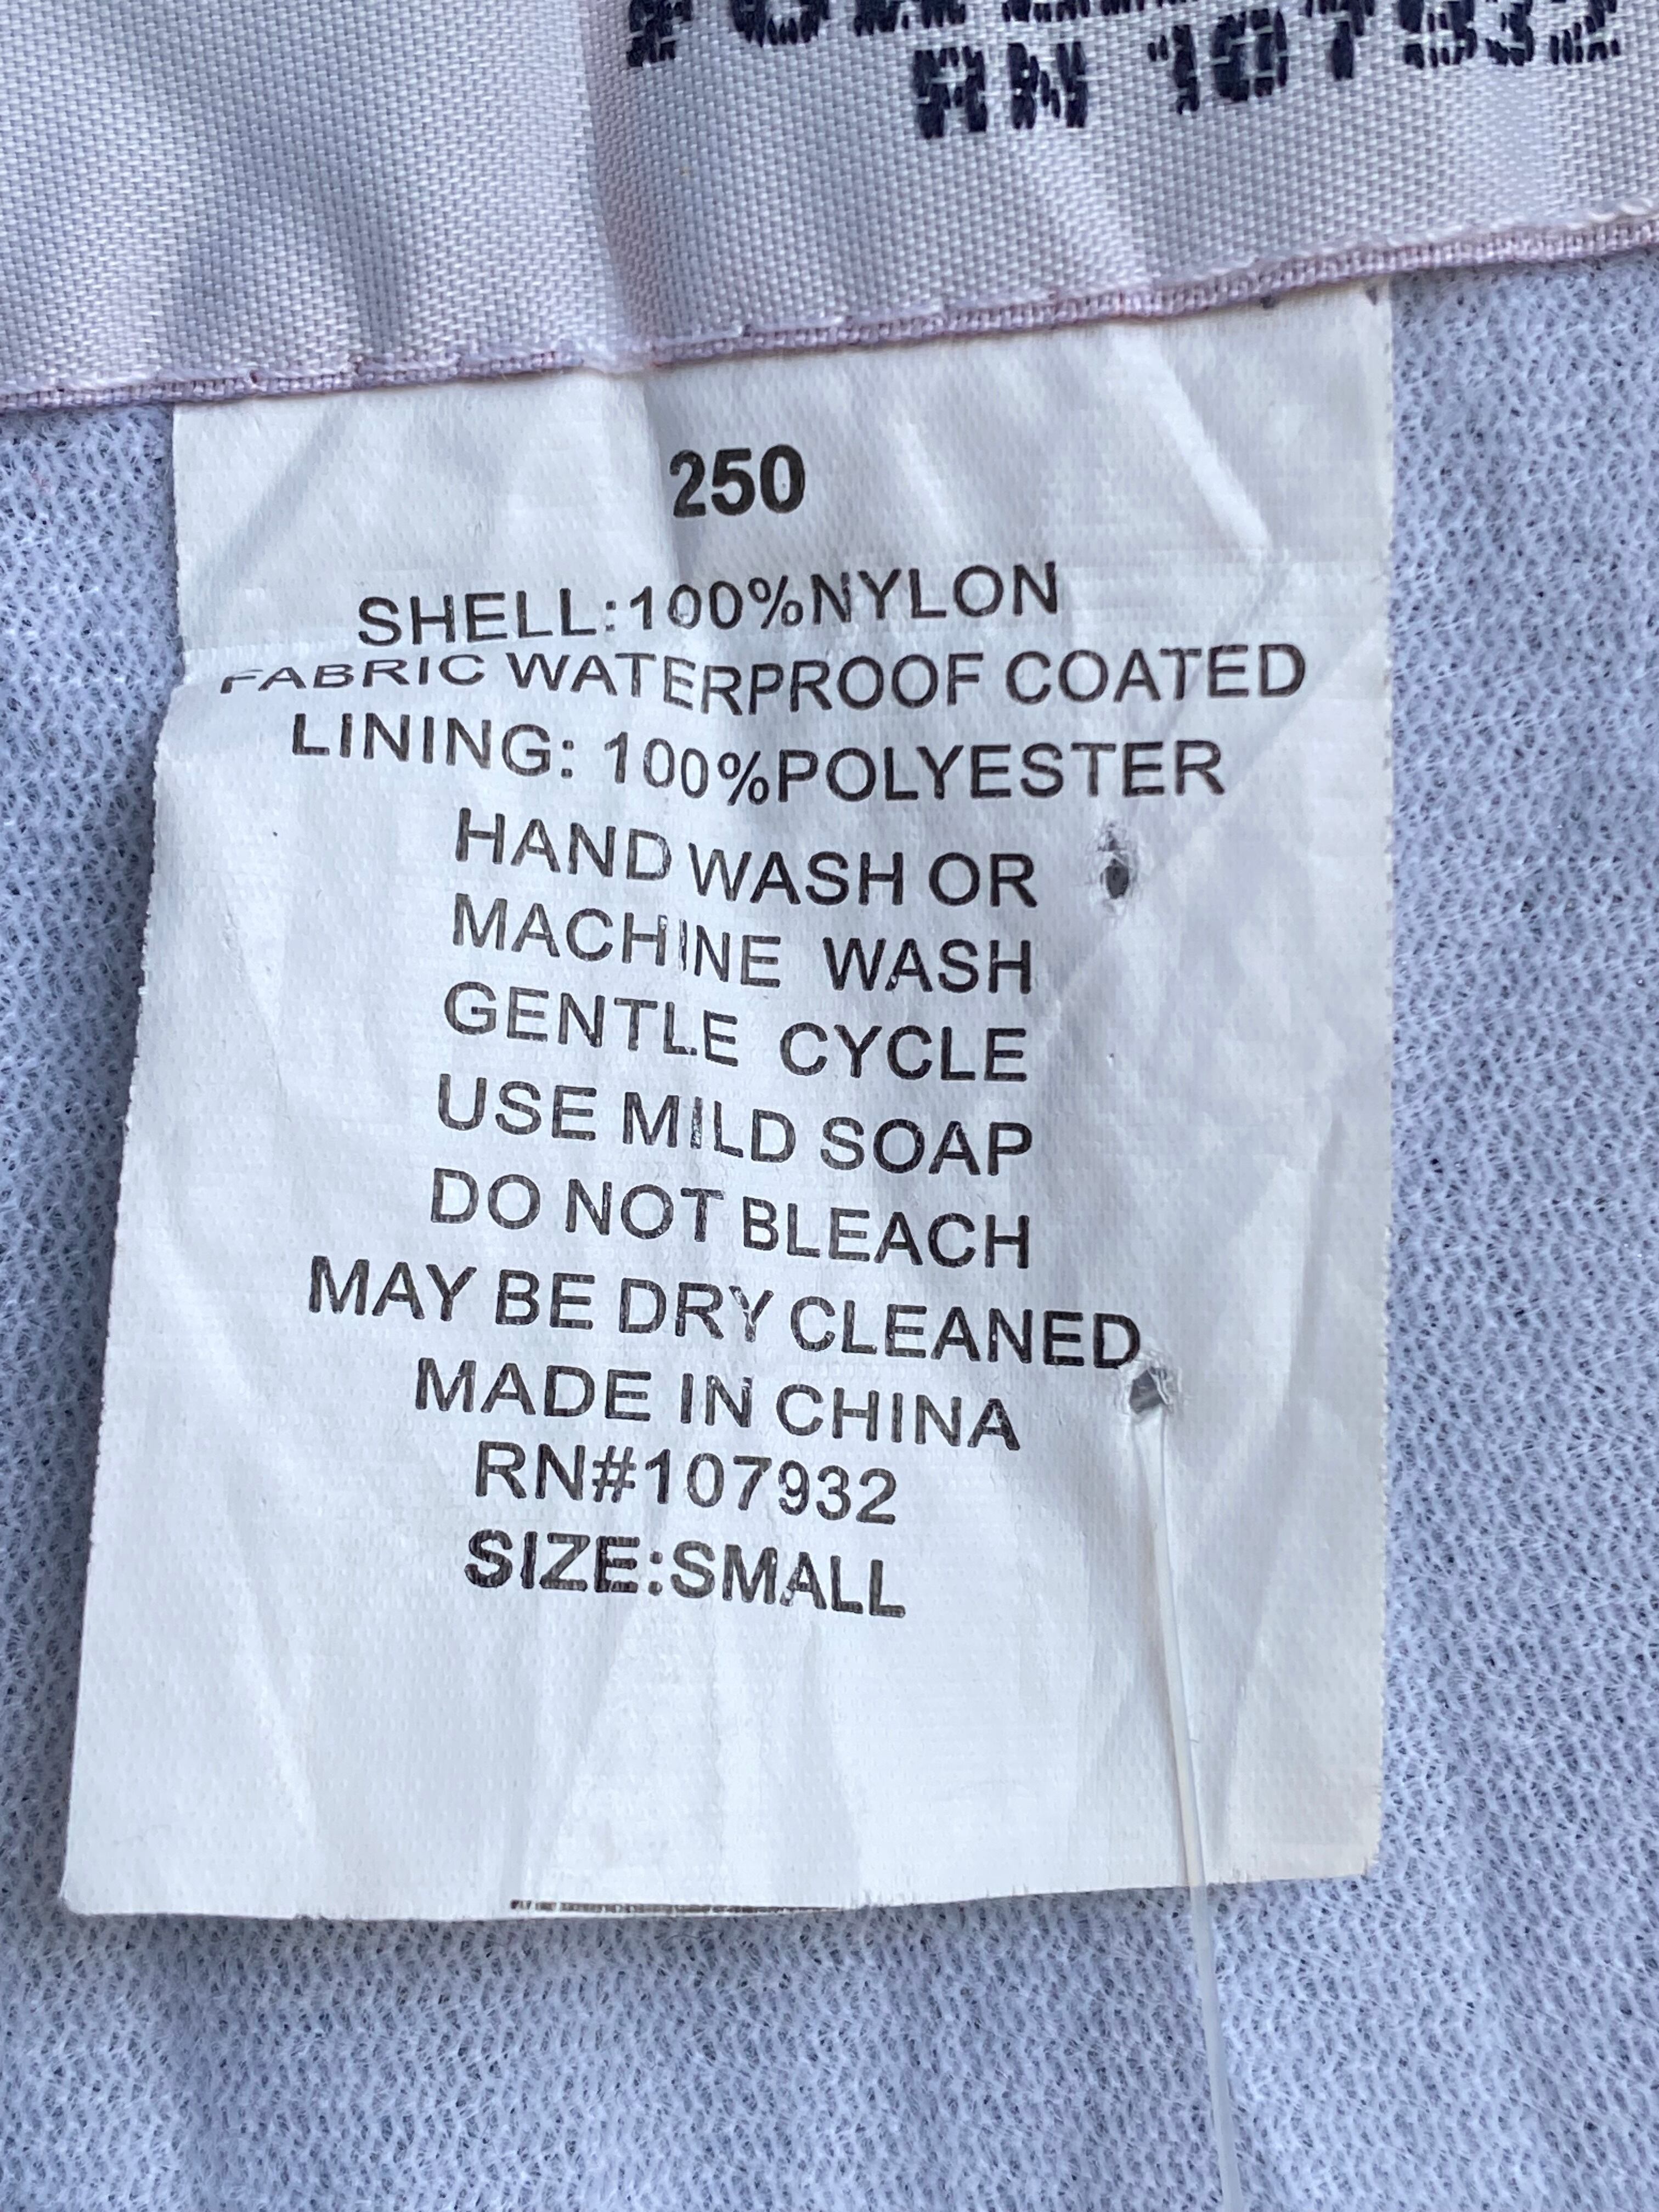 RN 107932
250
SHELL:100%NYLON
FABRIC WATERPROOF COATED
LINING: 100%POLYESTER
HAND WASH OR
MACHINE WASH
GENTLE CYCLE
USE MILD SOAP
DO NOT BLEACH
MAY BE DRY CLEANED
MADE IN CHINA
RN#107932
SIZE:SMALL